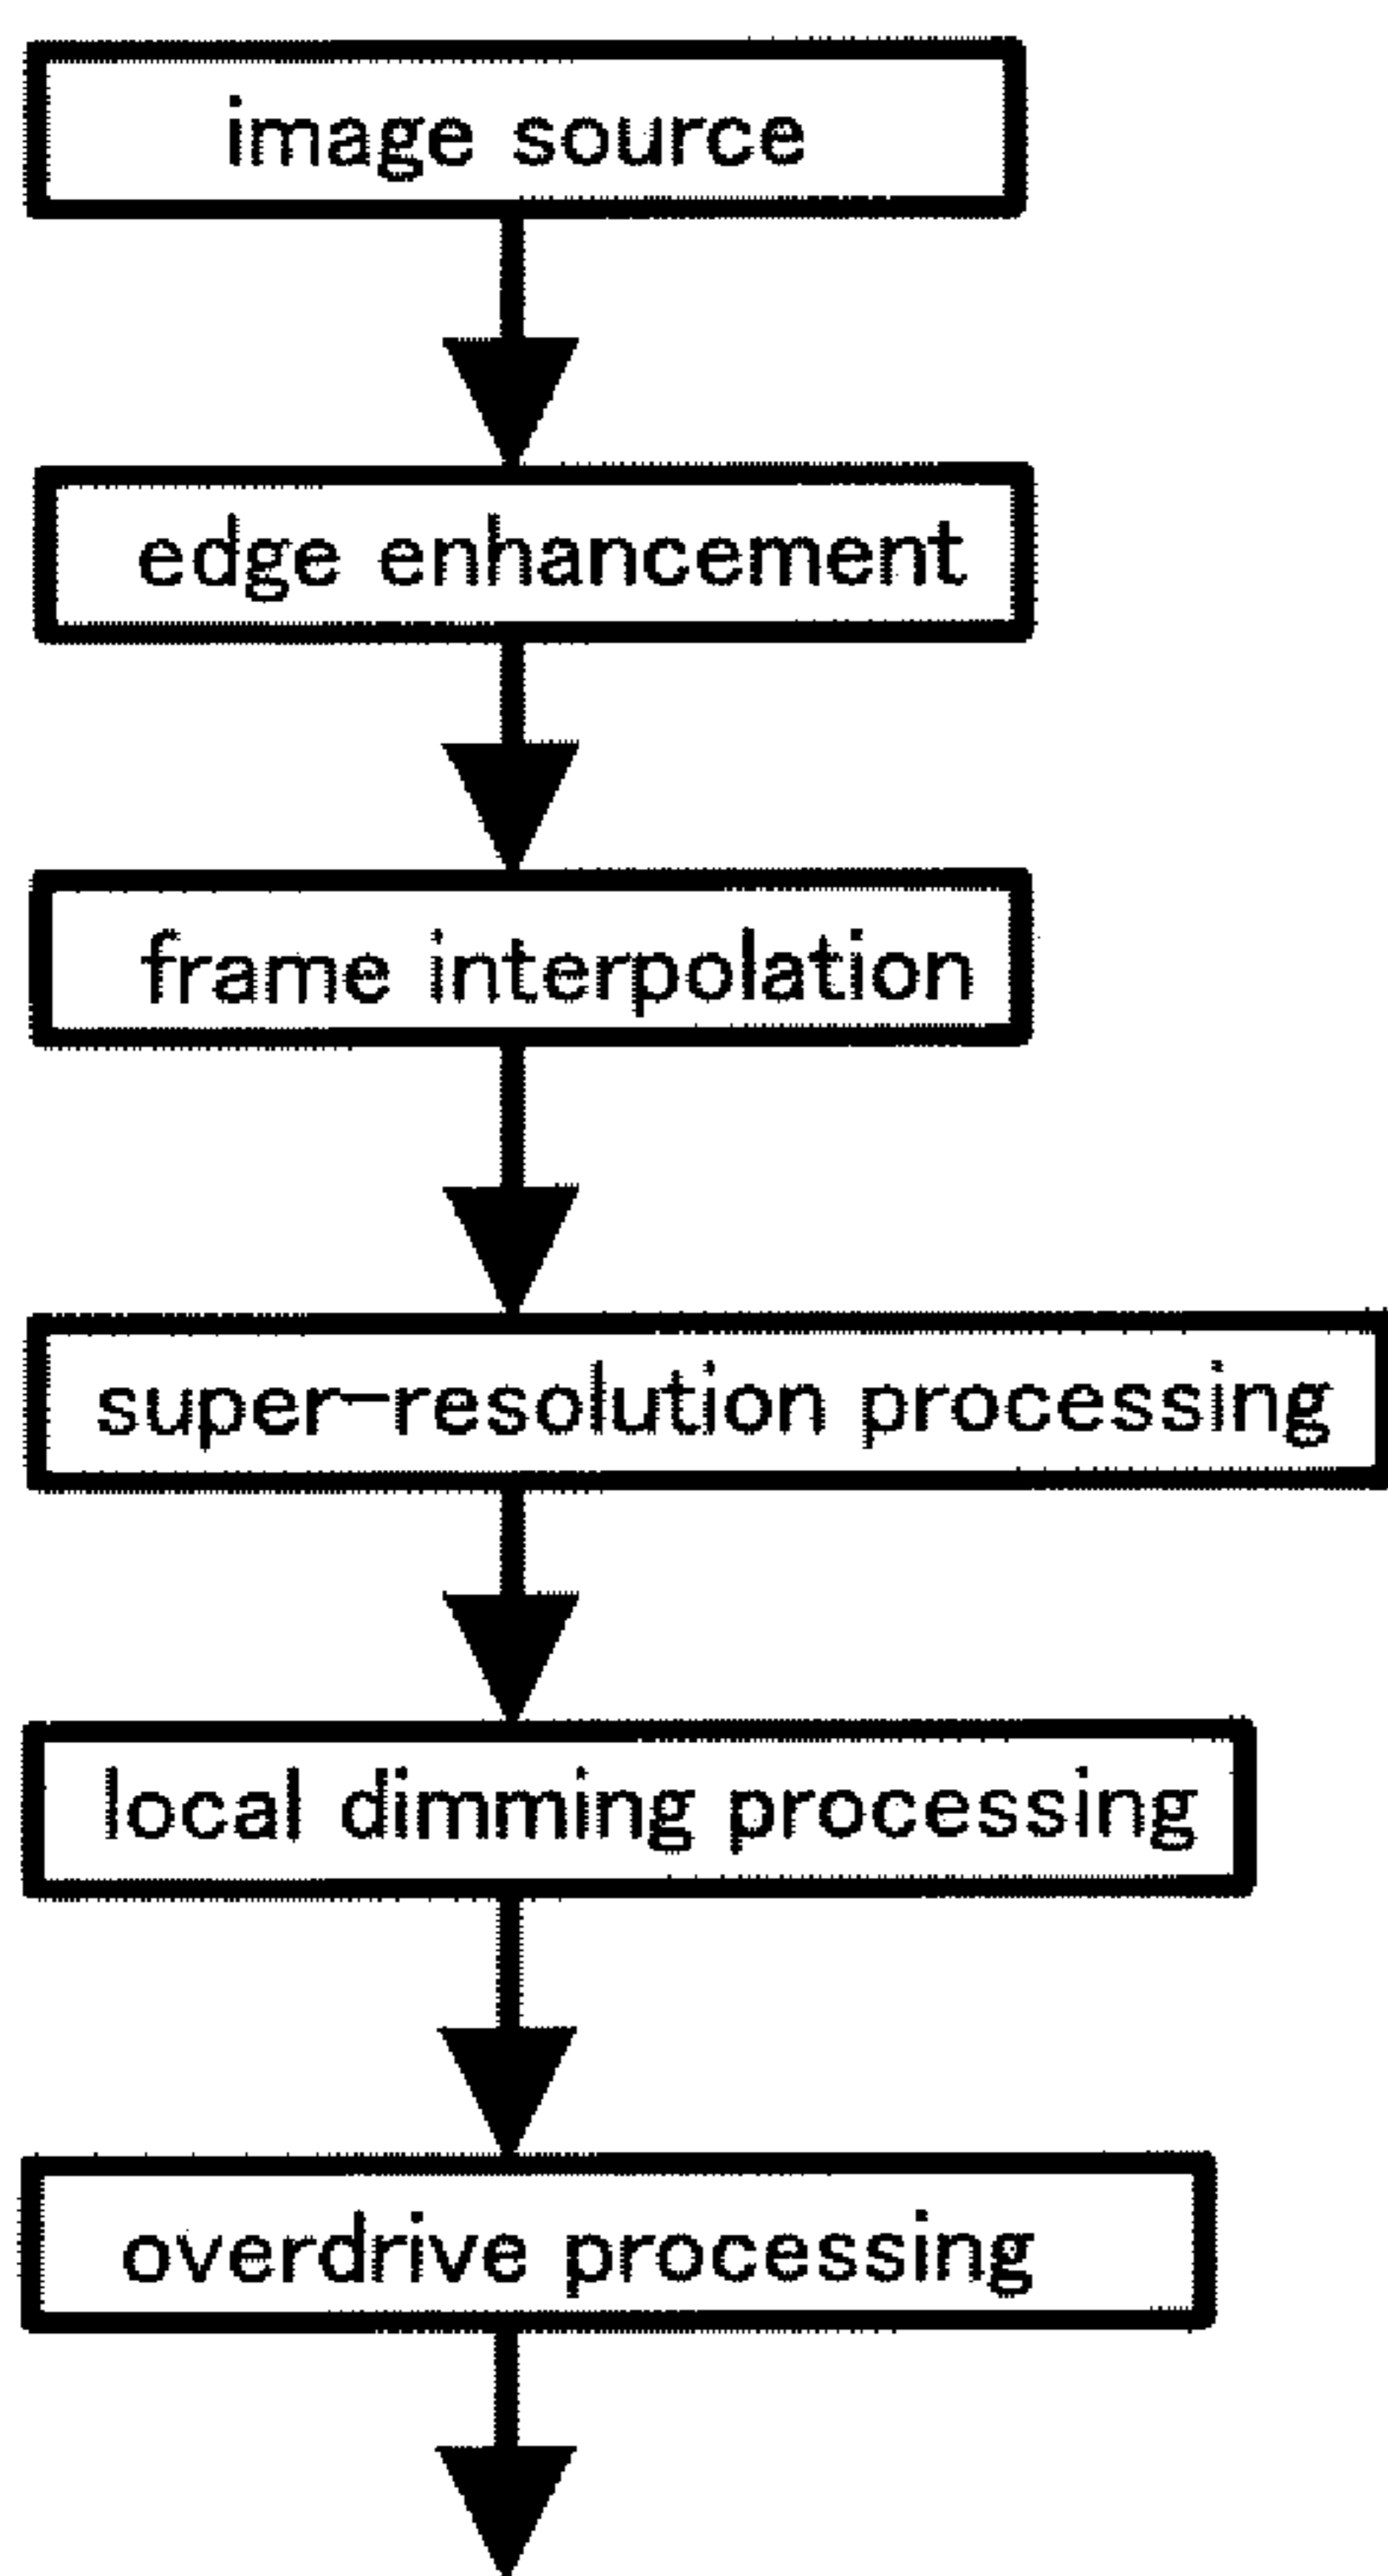 image source
edge enhancement
frame interpolation
super-resolution processing
local dimming processing
overdrive processing